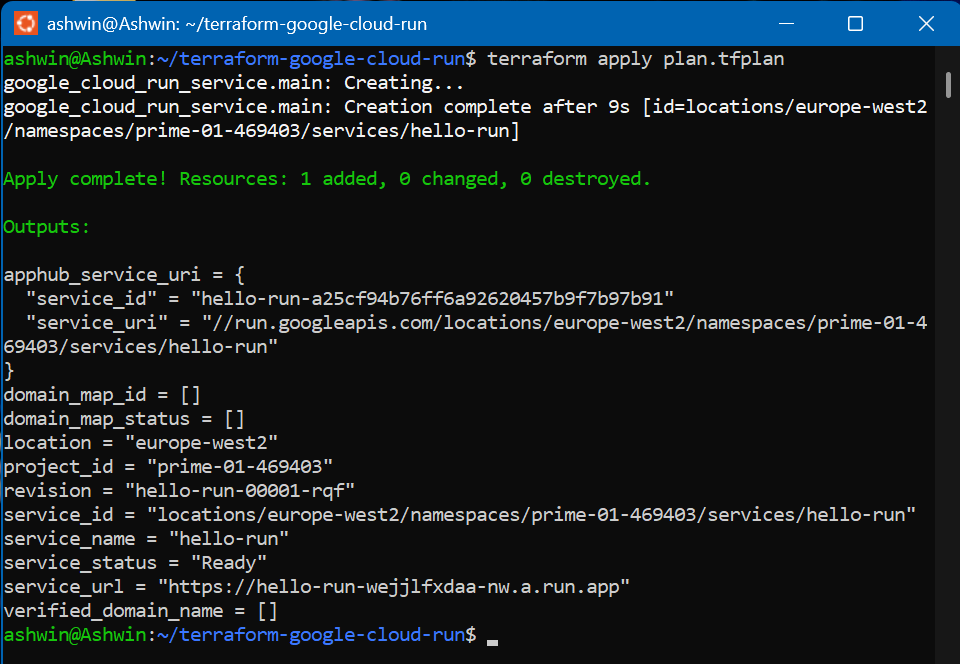 ashwin@Ashwin: ~/terraform-google-cloud-run
ashwin@Ashwin:~/terraform-google-cloud-run$ terraform apply plan.tfplan
google_cloud_run_service.main: Creating...
google_cloud_run_service.main: Creation complete after 9s [id=locations/europe-west2
/namespaces/prime-01-469403/services/hello-run]
Apply complete! Resources: 1 added, 0 changed, 0 destroyed.
Outputs:
apphub_service_uri = {
  "service_id" = "hello-run-a25cf94b76ff6a92620457b9f7b97b91"
  "service_uri" = "//run.googleapis.com/locations/europe-west2/namespaces/prime-01-4
69403/services/hello-run"
}
domain_map_id = []
domain_map_status = []
location = "europe-west2"
project_id = "prime-01-469403"
revision = "hello-run-00001-rqf"
service_id = "locations/europe-west2/namespaces/prime-01-469403/services/hello-run"
service_name = "hello-run"
service_status = "Ready"
service_url = "https://hello-run-wejjlfxdaa-nw.a.run.app"
verified_domain_name = []
ashwin@Ashwin:~/terraform-google-cloud-run$